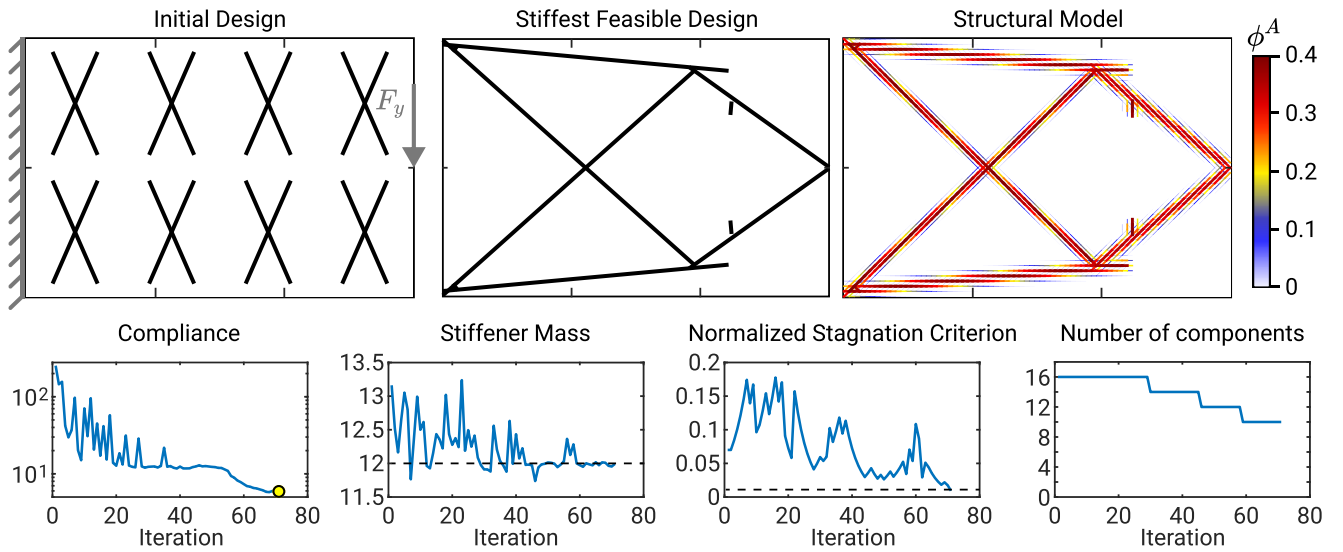 Initial Design
Stiffest Feasible Design
Structural Model
F_y
ϕ^A
0.4
0.3
0.2
0.1
0
Compliance
Stiffener Mass
Normalized Stagnation Criterion
Number of components
10^2
10^1
0 20 40 60 80
Iteration
13.5
13
12.5
12
11.5
0 20 40 60 80
Iteration
0.2
0.15
0.1
0.05
0
0 20 40 60 80
Iteration
16
12
8
4
0
0 20 40 60 80
Iteration